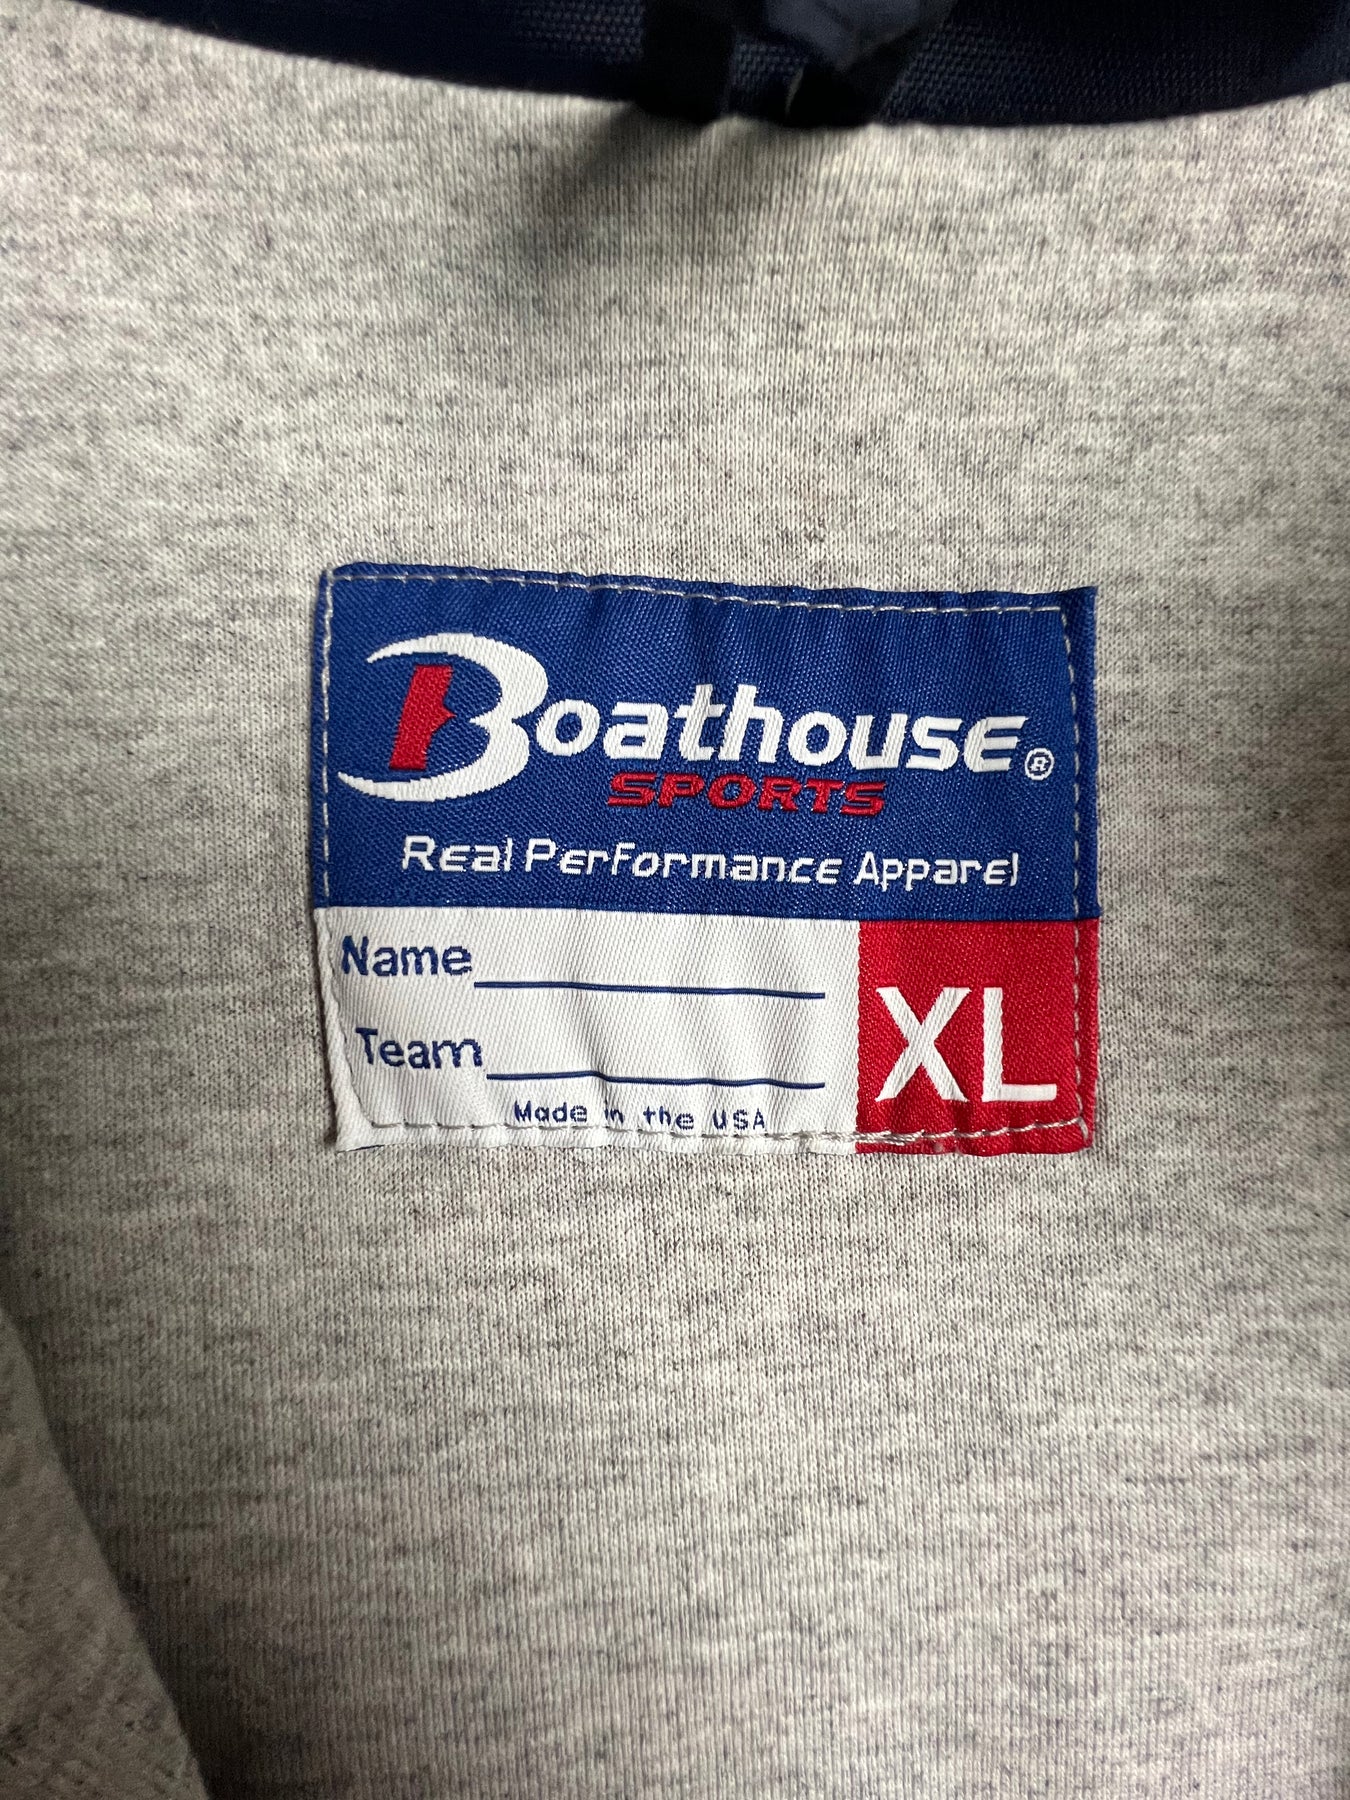 Boathouse®
SPORTS
Real Performance Apparel
Name
Team
XL
Made in the USA